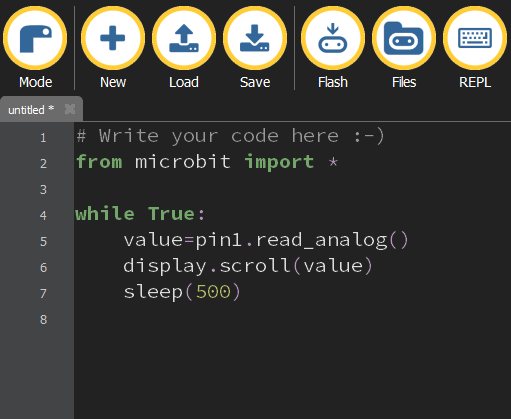 Mode New Load Save Flash Files REPL
untitled *
1 # Write your code here :-)
2 from microbit import *
3
4 while True:
5     value=pin1.read_analog()
6     display.scroll(value)
7     sleep(500)
8